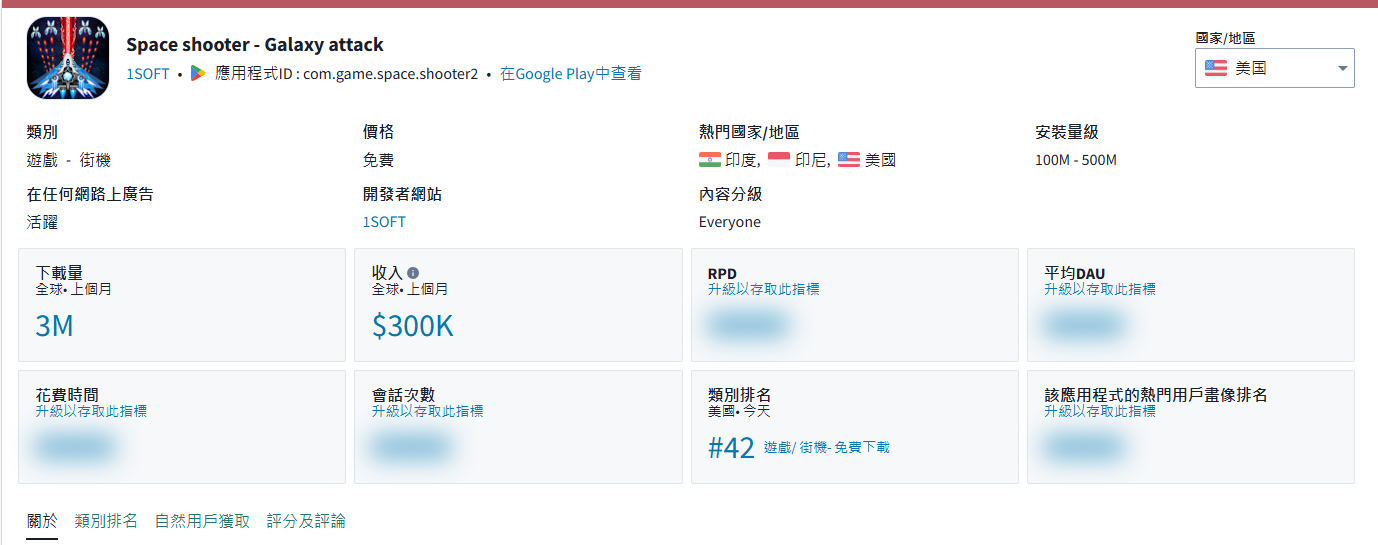 Space shooter - Galaxy attack
1SOFT • 應用程式ID : com.game.space.shooter2 • 在Google Play中查看
國家/地區
美国
類別
遊戲 - 街機
價格
免費
熱門國家/地區
印度, 印尼, 美國
安裝量級
100M - 500M
在任何網路上廣告
活躍
開發者網站
1SOFT
內容分級
Everyone
下載量
全球• 上個月
3M
收入
全球• 上個月
$300K
RPD
升級以存取此指標
平均DAU
升級以存取此指標
花費時間
升級以存取此指標
會話次數
升級以存取此指標
類別排名
美國• 今天
#42 遊戲/ 街機- 免費下載
該應用程式的熱門用戶畫像排名
升級以存取此指標
關於 類別排名 自然用戶獲取 評分及評論